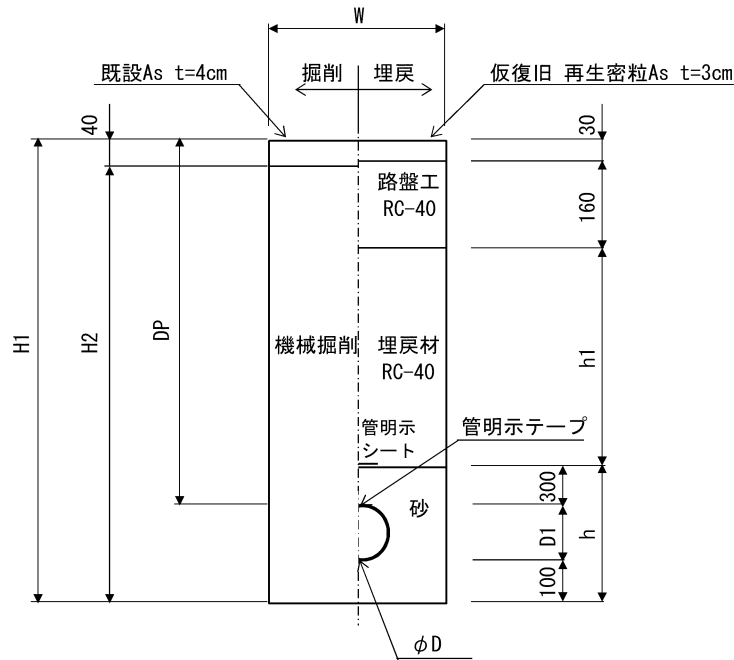 W
既設As t=4cm
掘削 埋戻
仮復旧 再生密粒As t=3cm
40
30
路盤工
RC-40
160
H1
H2
DP
機械掘削
埋戻材
RC-40
h1
管明示
シート
管明示テープ
砂
300
D1
h
100
φD